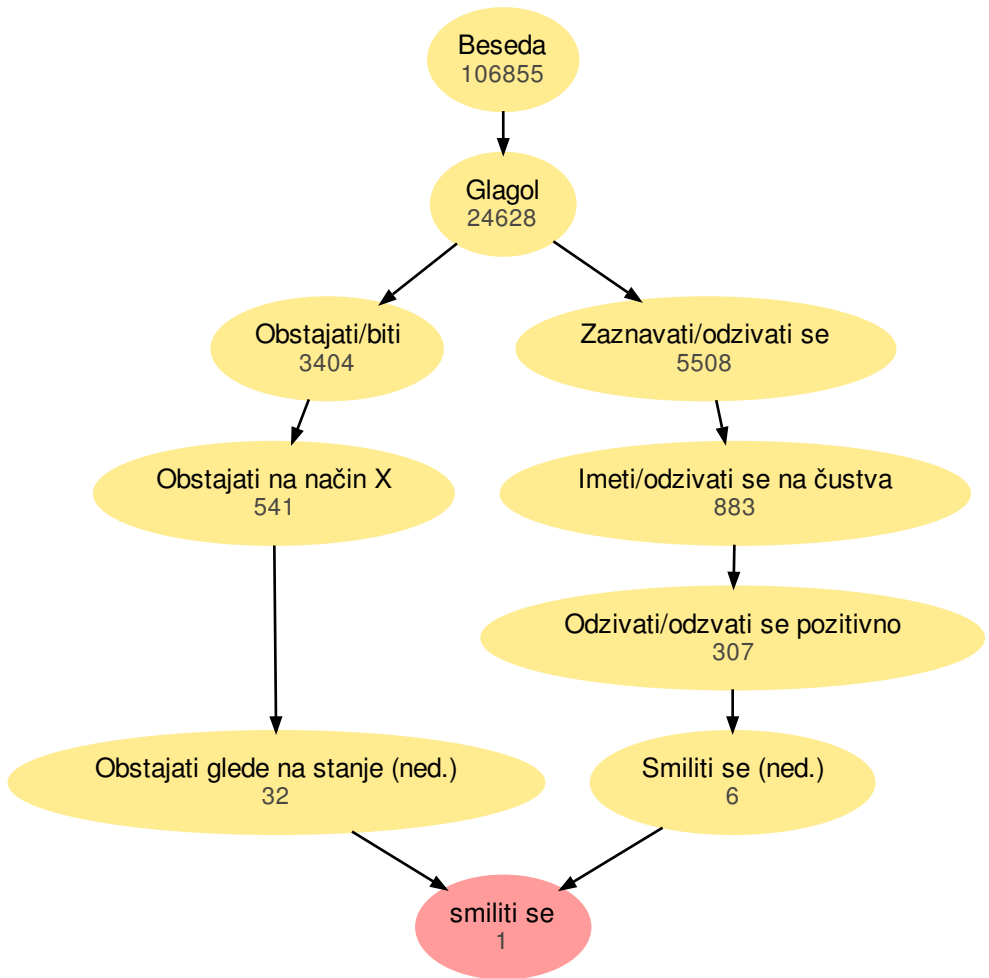 Beseda
106855
Glagol
24628
Obstajati/biti
3404
Zaznavati/odzivati se
5508
Obstajati na način X
541
Imeti/odzivati se na čustva
883
Odzivati/odzvati se pozitivno
307
Obstajati glede na stanje (ned.)
32
Smiliti se (ned.)
6
smiliti se
1